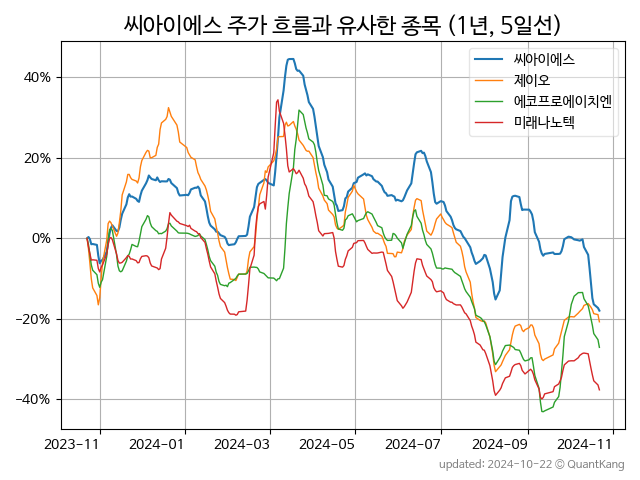 씨아이에스 주가 흐름과 유사한 종목 (1년, 5일선)
씨아이에스
제이오
에코프로에이치엔
미래나노텍
40%
20%
0%
−20%
−40%
2023−11
2024−01
2024−03
2024−05
2024−07
2024−09
2024−11
updated: 2024-10-22 © QuantKang